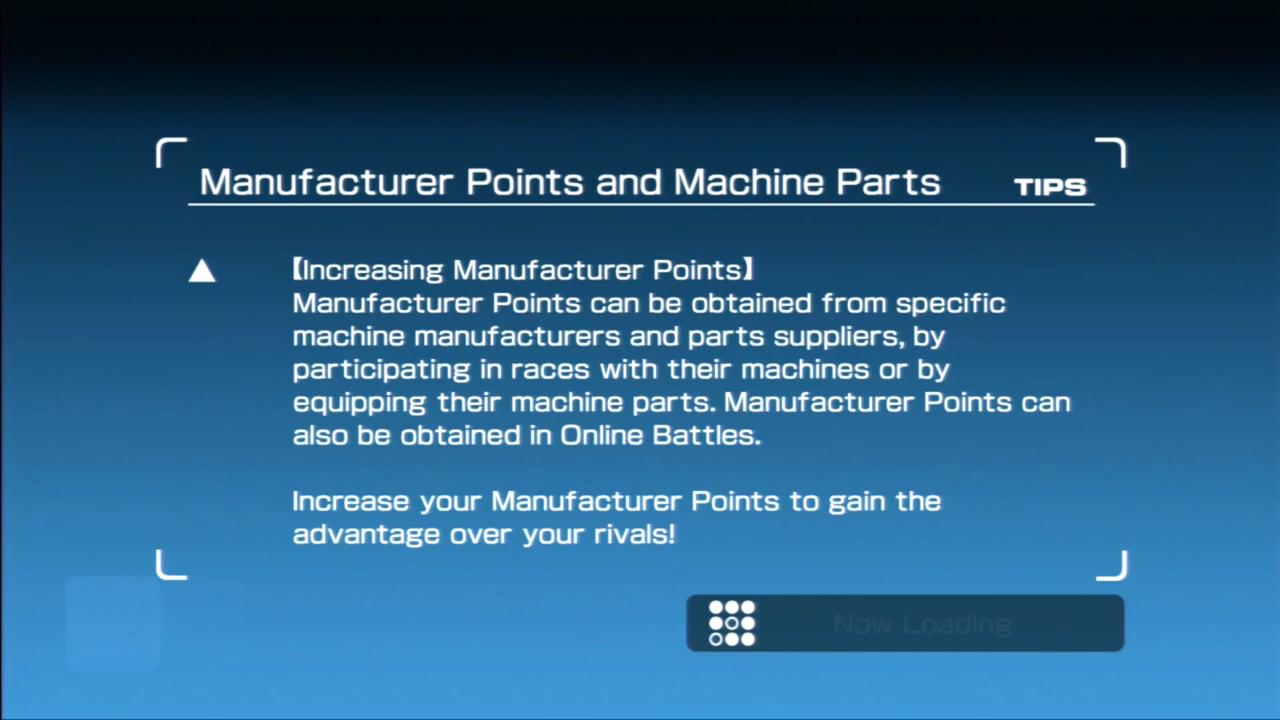 Manufacturer Points and Machine Parts TIPS
▲ 【Increasing Manufacturer Points】
Manufacturer Points can be obtained from specific
machine manufacturers and parts suppliers, by
participating in races with their machines or by
equipping their machine parts. Manufacturer Points can
also be obtained in Online Battles.
Increase your Manufacturer Points to gain the
advantage over your rivals!
Now Loading